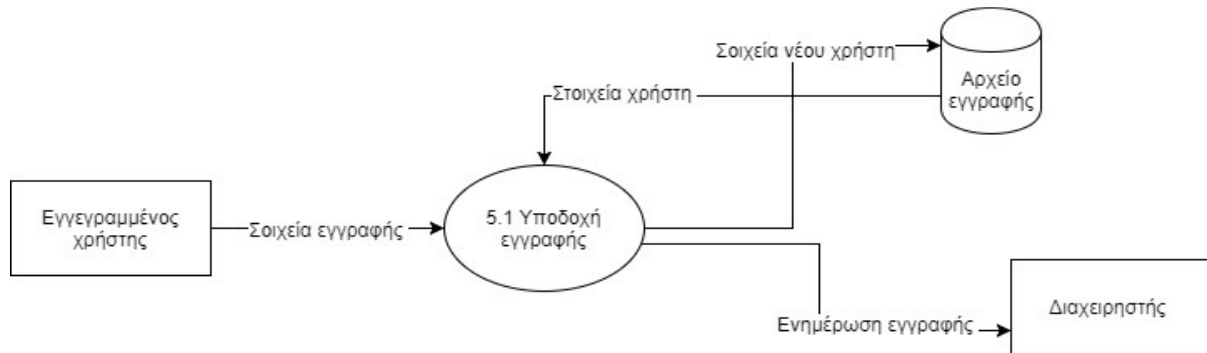 Σοιχεία νέου χρήστη
Αρχείο
εγγραφής
Στοιχεία χρήστη
Εγγεγραμμένος
χρήστης
Σοιχεία εγγραφής
5.1 Υποδοχή
εγγραφής
Διαχειρηστής
Ενημέρωση εγγραφής